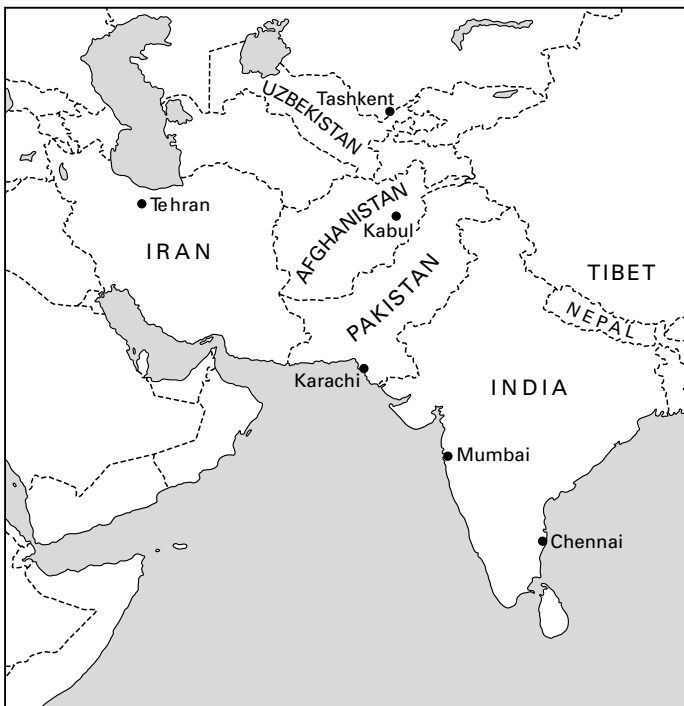 Tashkent
UZBEKISTAN
Tehran
AFGHANISTAN
Kabul
IRAN
TIBET
PAKISTAN
NEPAL
Karachi
INDIA
Mumbai
Chennai